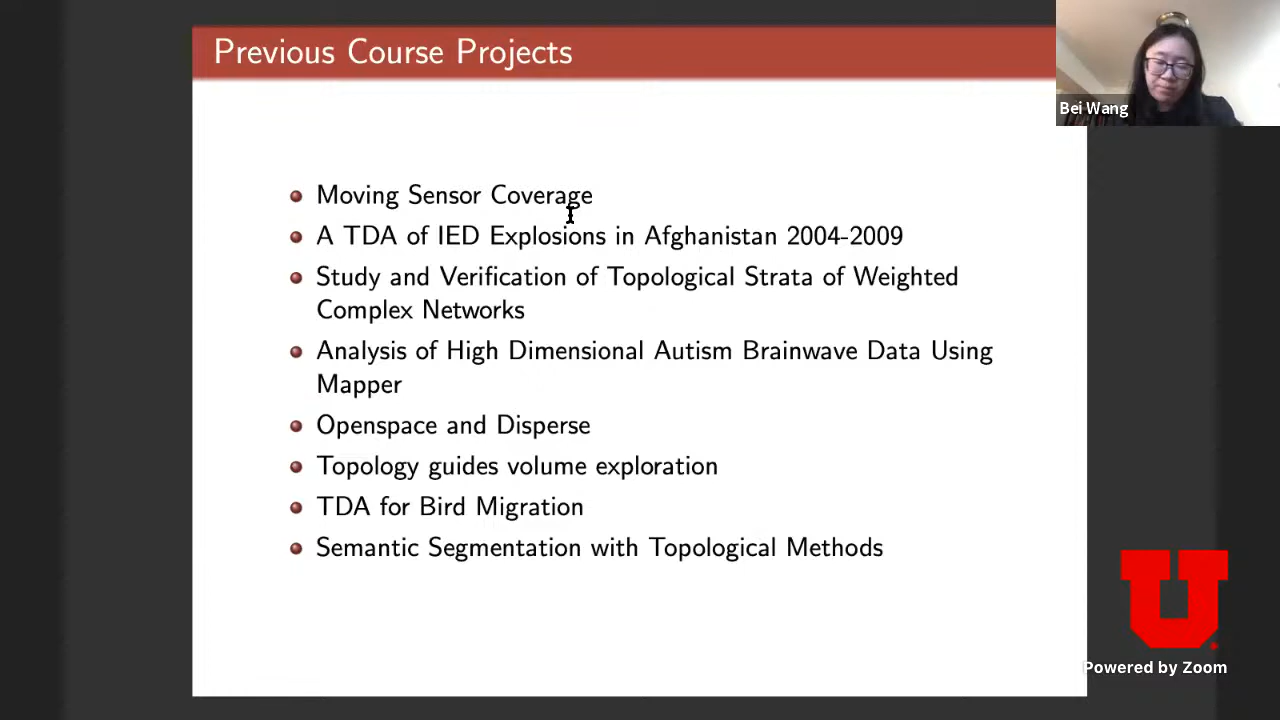 Previous Course Projects
Bei Wang
Moving Sensor Coverage
A TDA of IED Explosions in Afghanistan 2004-2009
Study and Verification of Topological Strata of Weighted
Complex Networks
Analysis of High Dimensional Autism Brainwave Data Using
Mapper
Openspace and Disperse
Topology guides volume exploration
TDA for Bird Migration
Semantic Segmentation with Topological Methods
U
Powered by Zoom